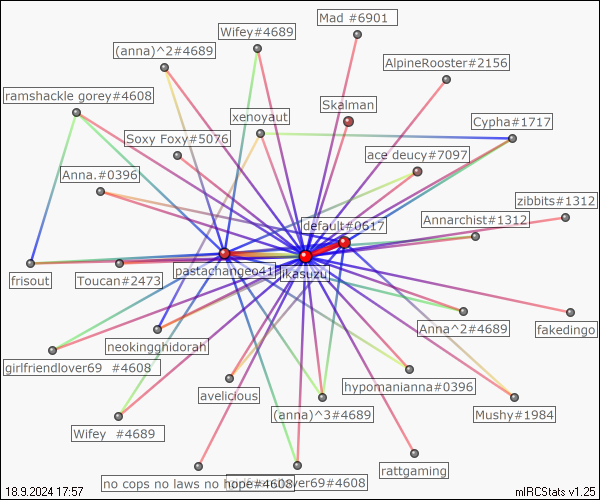 Mad #6901
Wifey#4689
(anna)^2#4689
AlpineRooster#2156
ramshackle gorey#4608
Skalman
xenoyaut
Cypha#1717
Soxy Foxy#5076
ace deucy#7097
Anna.#0396
zibbits#1312
default#0617
Annarchist#1312
frisout
Toucan#2473
pastachangeo41
ikasuzu
Anna^2#4689
fakedingo
neokingghidorah
girlfriendlover69 #4608
hypomanianna#0396
avelicious
(anna)^3#4689
Mushy#1984
Wifey #4689
rattgaming
no cops no laws no hope#4608
lover69#4608
18.9.2024 17:57
mIRCStats v1.25